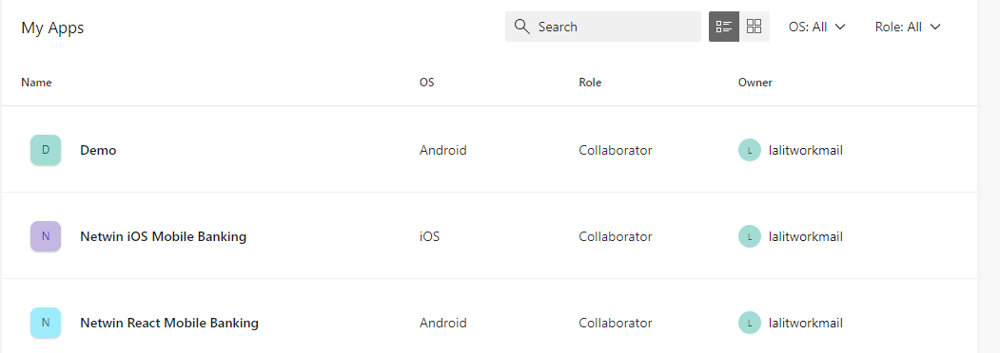 My Apps Search OS: All Role: All
Name OS Role Owner
D Demo Android Collaborator L lalitworkmail
N Netwin iOS Mobile Banking iOS Collaborator L lalitworkmail
N Netwin React Mobile Banking Android Collaborator L lalitworkmail